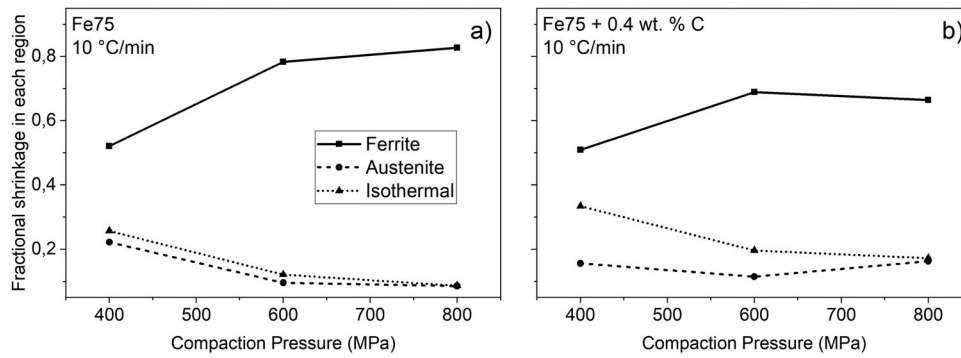 Fractional shrinkage in each region
Fe75
10 °C/min
a)
0,8
0,6
0,4
0,2
Ferrite
Austenite
Isothermal
400 500 600 700 800
Compaction Pressure (MPa)
Fe75 + 0.4 wt. % C
10 °C/min
b)
400 500 600 700 800
Compaction Pressure (MPa)